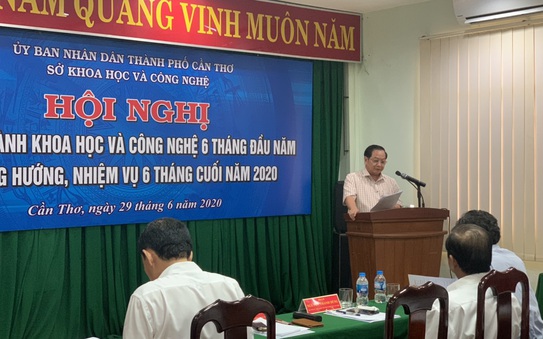 NAM QUANG VINH MUÔN NĂM
ỦY BAN NHÂN DÂN THÀNH PHỐ CẦN THƠ
SỞ KHOA HỌC VÀ CÔNG NGHỆ
HỘI NGHỊ
ÀNH KHOA HỌC VÀ CÔNG NGHỆ 6 THÁNG ĐẦU NĂM
G HƯỚNG, NHIỆM VỤ 6 THÁNG CUỐI NĂM 2020
Cần Thơ, ngày 29 tháng 6 năm 2020